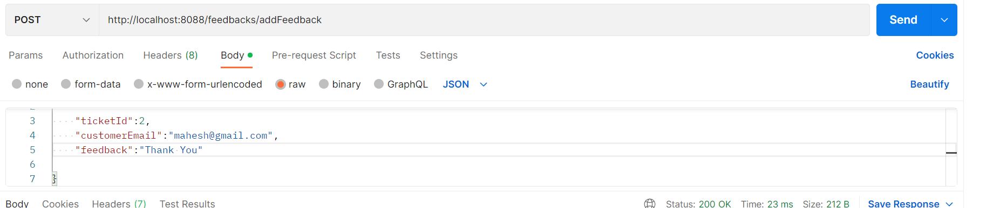 POST http://localhost:8088/feedbacks/addFeedback Send
Params Authorization Headers (8) Body Pre-request Script Tests Settings Cookies
none form-data x-www-form-urlencoded raw binary GraphQL JSON Beautify
3 "ticketId":2,
4 "customerEmail":"mahesh@gmail.com",
5 "feedback":"Thank You"
6
7 }
Body Cookies Headers (7) Test Results Status: 200 OK Time: 23 ms Size: 212 B Save Response